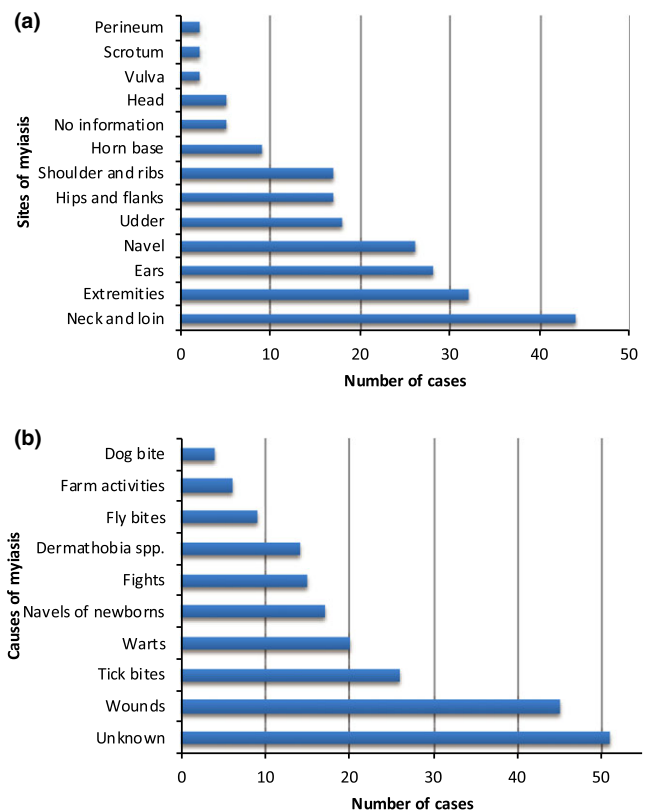 (a)
Perineum
Scrotum
Vulva
Head
No information
Horn base
Shoulder and ribs
Hips and flanks
Udder
Navel
Ears
Extremities
Neck and loin
Sites of myiasis
0 10 20 30 40 50
Number of cases
(b)
Dog bite
Farm activities
Fly bites
Dermathobia spp.
Fights
Navels of newborns
Warts
Tick bites
Wounds
Unknown
Causes of myiasis
0 10 20 30 40 50
Number of cases